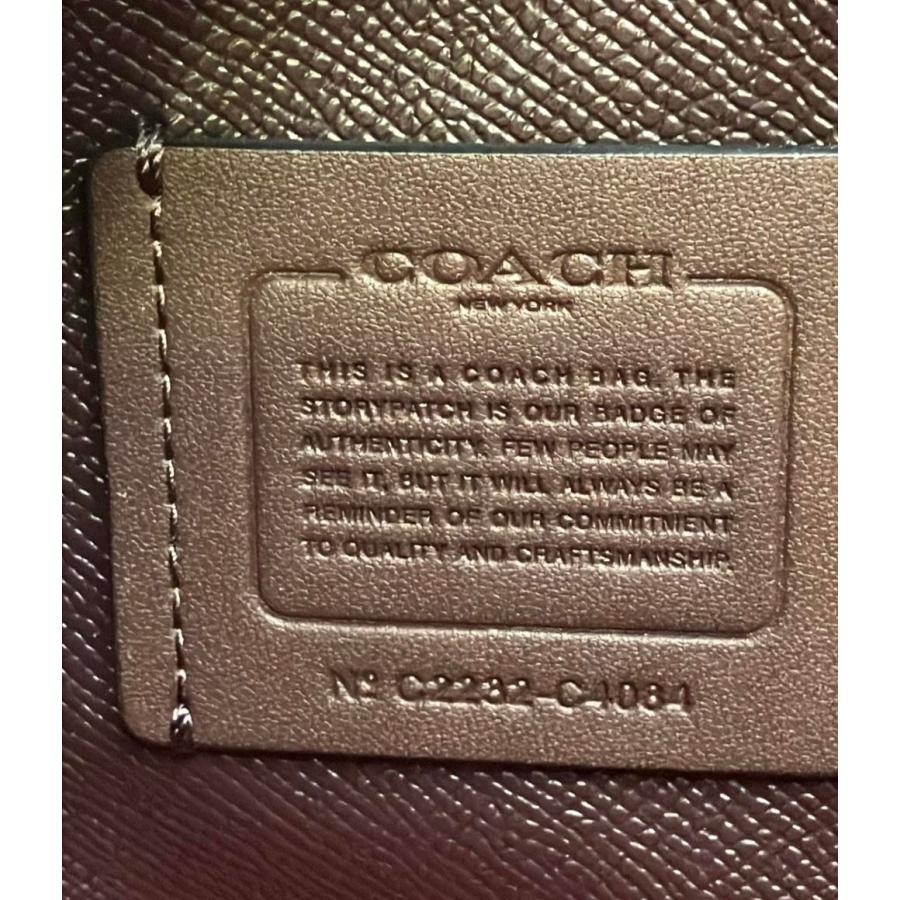 COACH
NEW YORK
THIS IS A COACH BAG. THE
STORYPATCH IS OUR BADGE OF
AUTHENTICITY. FEW PEOPLE MAY
SEE IT, BUT IT WILL ALWAYS BE A
REMINDER OF OUR COMMITMENT
TO QUALITY AND CRAFTSMANSHIP.
Nº C2232-C4084